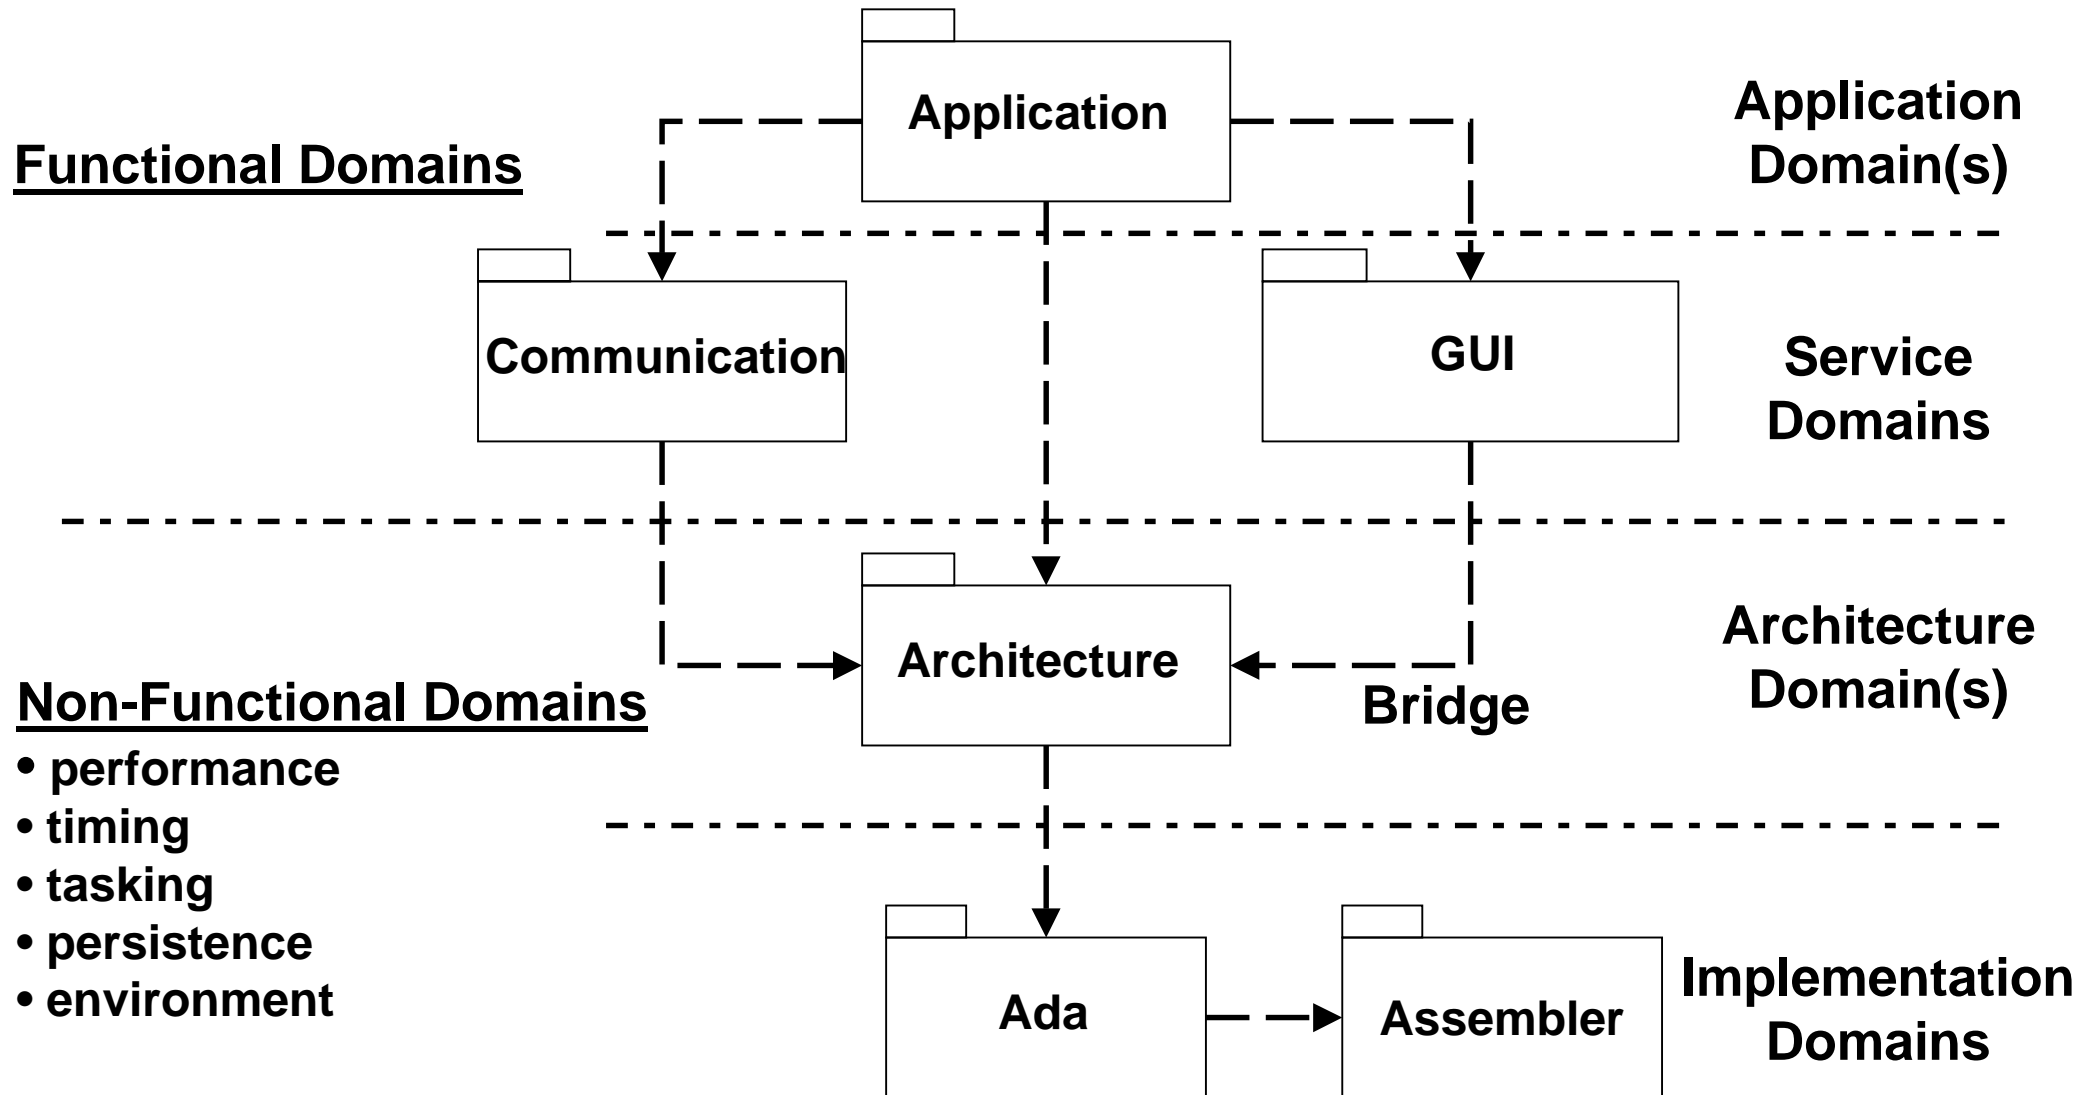 Application
Application
Domain(s)
Functional Domains
Communication
GUI
Service
Domains
Architecture
Architecture
Domain(s)
Bridge
Non-Functional Domains
• performance
• timing
• tasking
• persistence
• environment
Ada
Assembler
Implementation
Domains